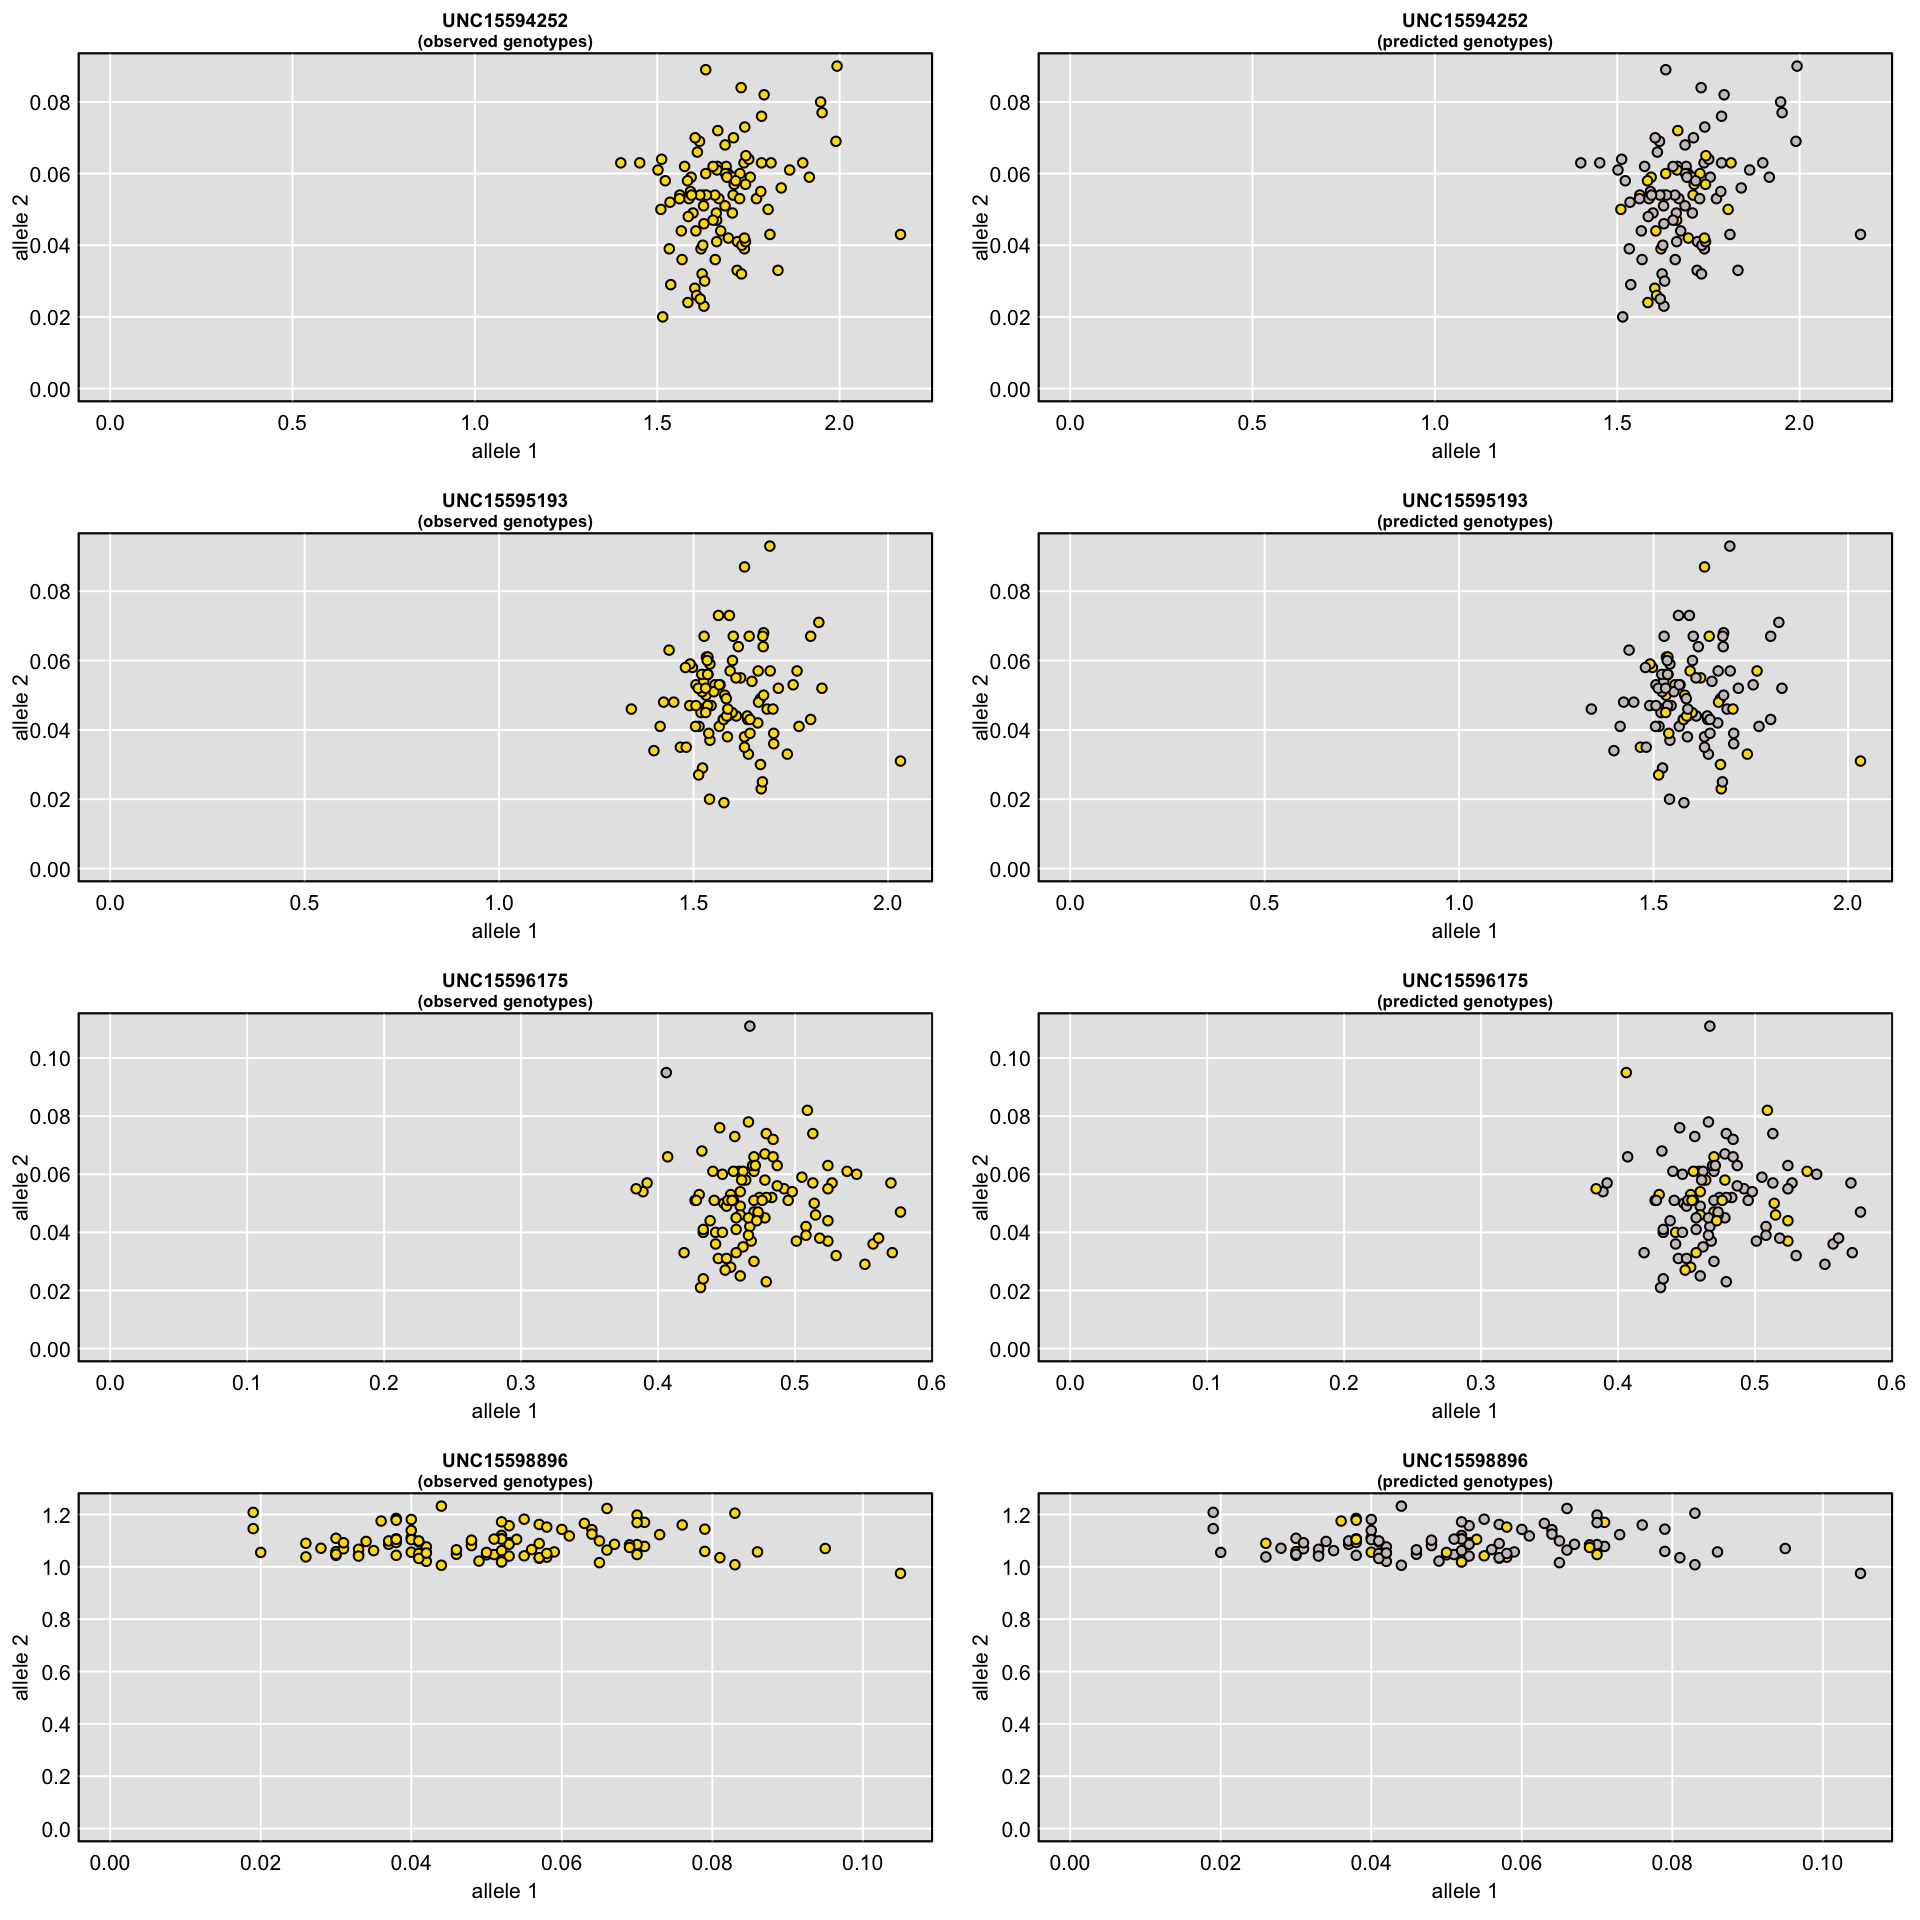 UNC15594252
(observed genotypes)
0.08
0.06
0.04
0.02
0.00
allele 2
0.0 0.5 1.0 1.5 2.0
allele 1
UNC15594252
(predicted genotypes)
0.08
0.06
0.04
0.02
0.00
allele 2
0.0 0.5 1.0 1.5 2.0
allele 1
UNC15595193
(observed genotypes)
0.08
0.06
0.04
0.02
0.00
allele 2
0.0 0.5 1.0 1.5 2.0
allele 1
UNC15595193
(predicted genotypes)
0.08
0.06
0.04
0.02
0.00
allele 2
0.0 0.5 1.0 1.5 2.0
allele 1
UNC15596175
(observed genotypes)
0.10
0.08
0.06
0.04
0.02
0.00
allele 2
0.0 0.1 0.2 0.3 0.4 0.5 0.6
allele 1
UNC15596175
(predicted genotypes)
0.10
0.08
0.06
0.04
0.02
0.00
allele 2
0.0 0.1 0.2 0.3 0.4 0.5 0.6
allele 1
UNC15598896
(observed genotypes)
1.2
1.0
0.8
0.6
0.4
0.2
0.0
allele 2
0.00 0.02 0.04 0.06 0.08 0.10
allele 1
UNC15598896
(predicted genotypes)
1.2
1.0
0.8
0.6
0.4
0.2
0.0
allele 2
0.00 0.02 0.04 0.06 0.08 0.10
allele 1